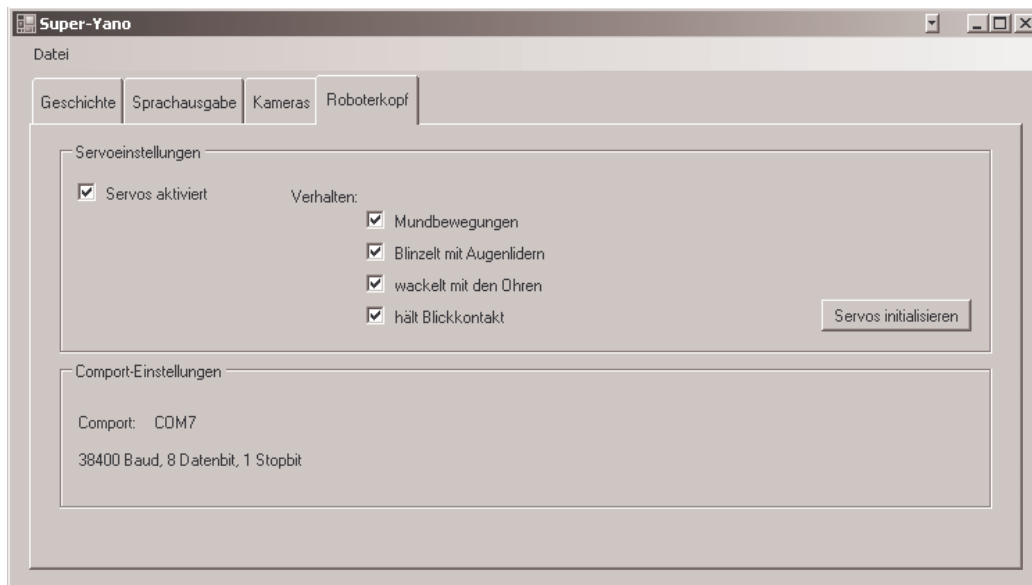 Super-Yano
Datei
Geschichte Sprachausgabe Kameras Roboterkopf
Servoeinstellungen
Servos aktiviert Verhalten:
Mundbewegungen
Blinzelt mit Augenlidern
wackelt mit den Ohren
hält Blickkontakt Servos initialisieren
Comport-Einstellungen
Comport: COM7
38400 Baud, 8 Datenbit, 1 Stopbit